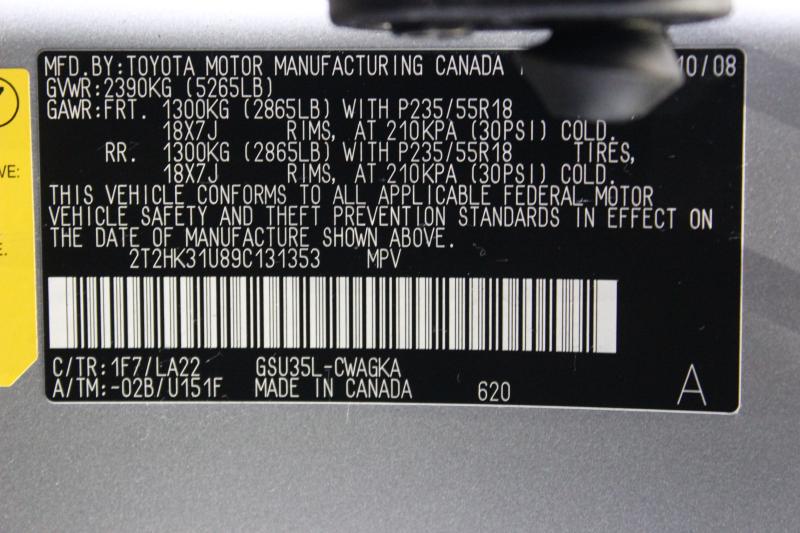 MFD.BY:TOYOTA MOTOR MANUFACTURING CANADA 10/08
GVWR:2390KG (5265LB)
GAWR:FRT. 1300KG (2865LB) WITH P235/55R18
18X7J RIMS, AT 210KPA (30PSI) COLD.
RR. 1300KG (2865LB) WITH P235/55R18 TIRES,
18X7J RIMS, AT 210KPA (30PSI) COLD.
THIS VEHICLE CONFORMS TO ALL APPLICABLE FEDERAL MOTOR
VEHICLE SAFETY AND THEFT PREVENTION STANDARDS IN EFFECT ON
THE DATE OF MANUFACTURE SHOWN ABOVE.
2T2HK31U89C131353 MPV
C/TR:1F7/LA22 GSU35L-CWAGKA
A/TM:-02B/U151F MADE IN CANADA 620 A